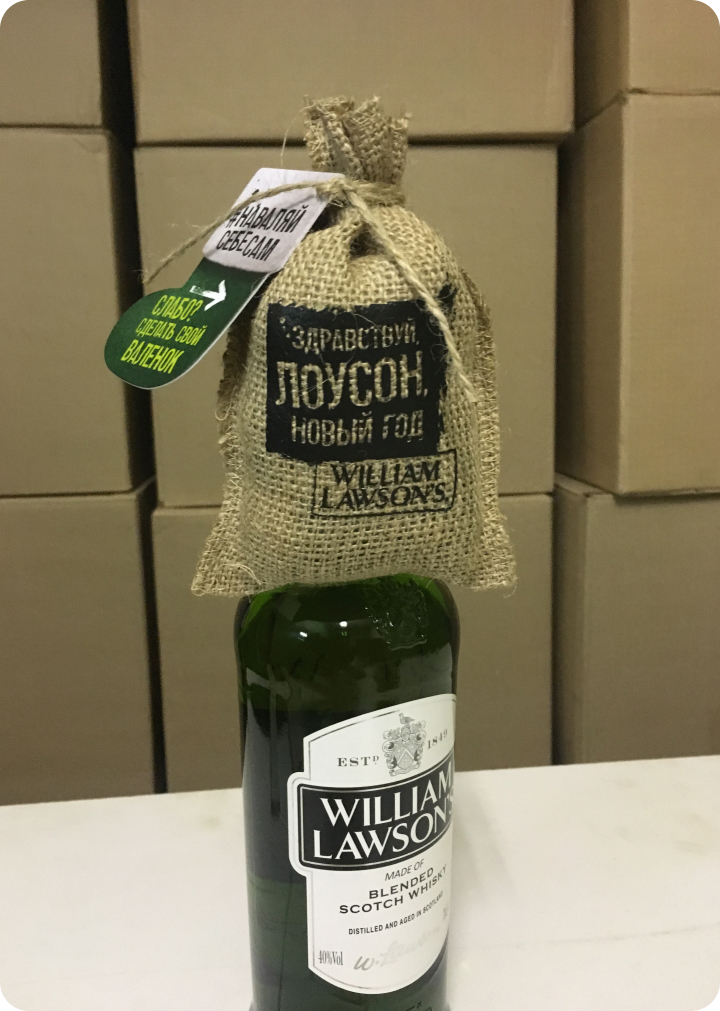 #НАВАЛЯЙ
СЕБЕСАМ
СЛАБО?
СДЕЛАТЬ СВОЙ
ВАЛЕНОК
ЗДРАВСТВУЙ,
ЛОУСОН,
НОВЫЙ ГОД
WILLIAM
LAWSON'S
ESTD 1849
WILLIAM
LAWSON'S
MADE OF
BLENDED
SCOTCH WHISKY
DISTILLED AND AGED IN SCOTLAND
40%Vol